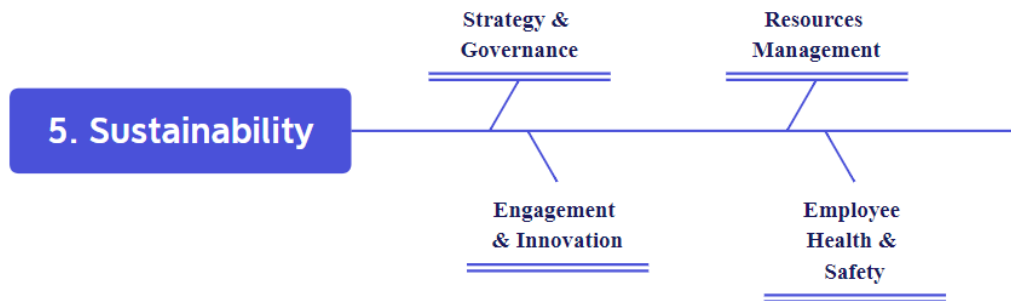 Strategy &
Governance
Resources
Management
5. Sustainability
Engagement
& Innovation
Employee
Health &
Safety